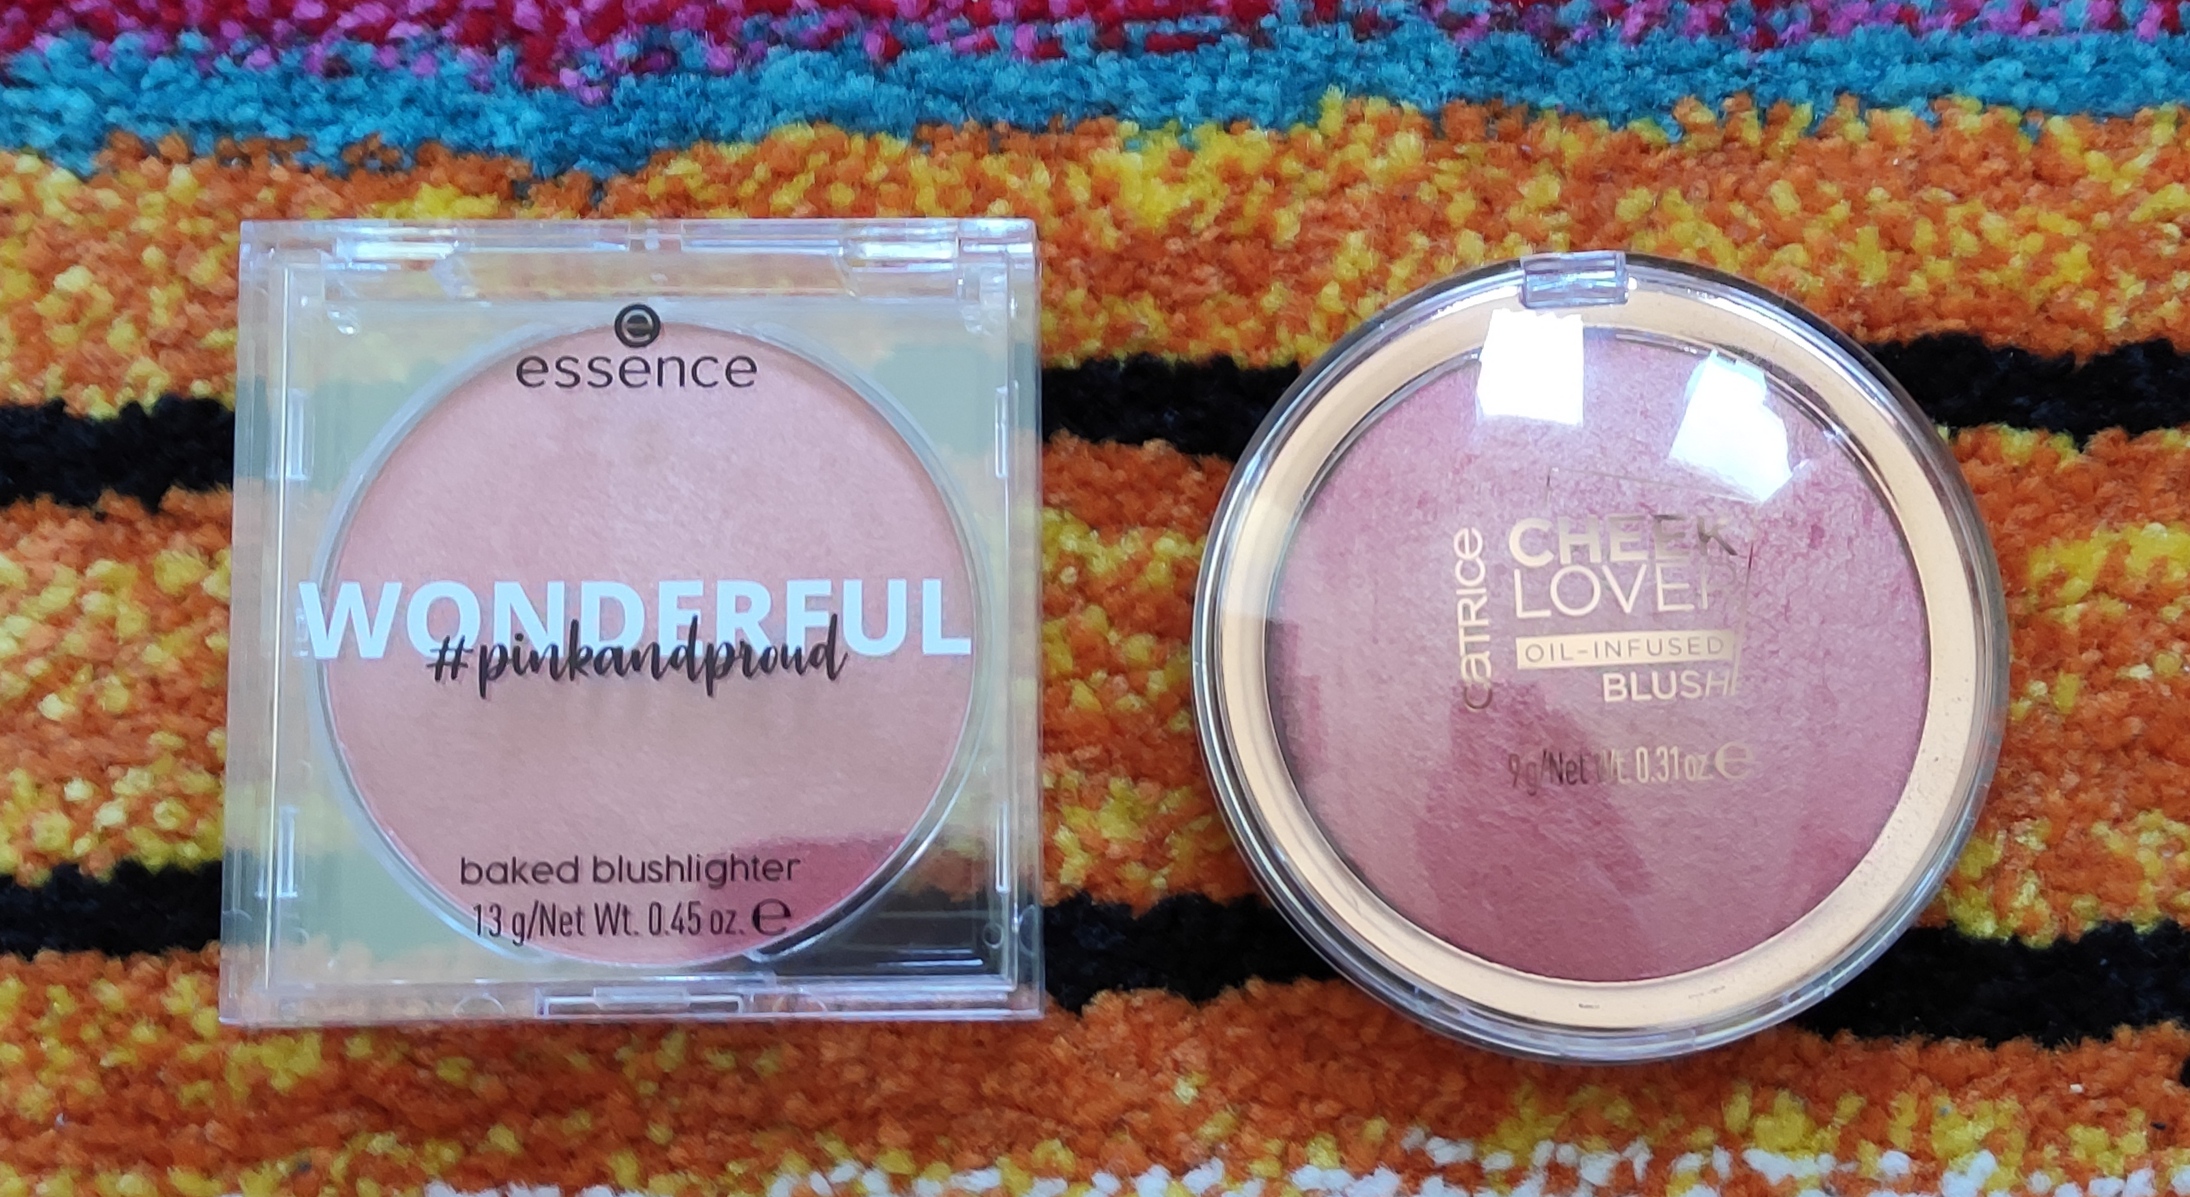 essence
WONDERFUL
#pinkandproud
baked blushlighter
13 g/Net Wt. 0.45 oz. ℮
CATRICE
CHEEK
LOVER
OIL-INFUSED
BLUSH
9 g/Net Wt. 0.31 oz ℮